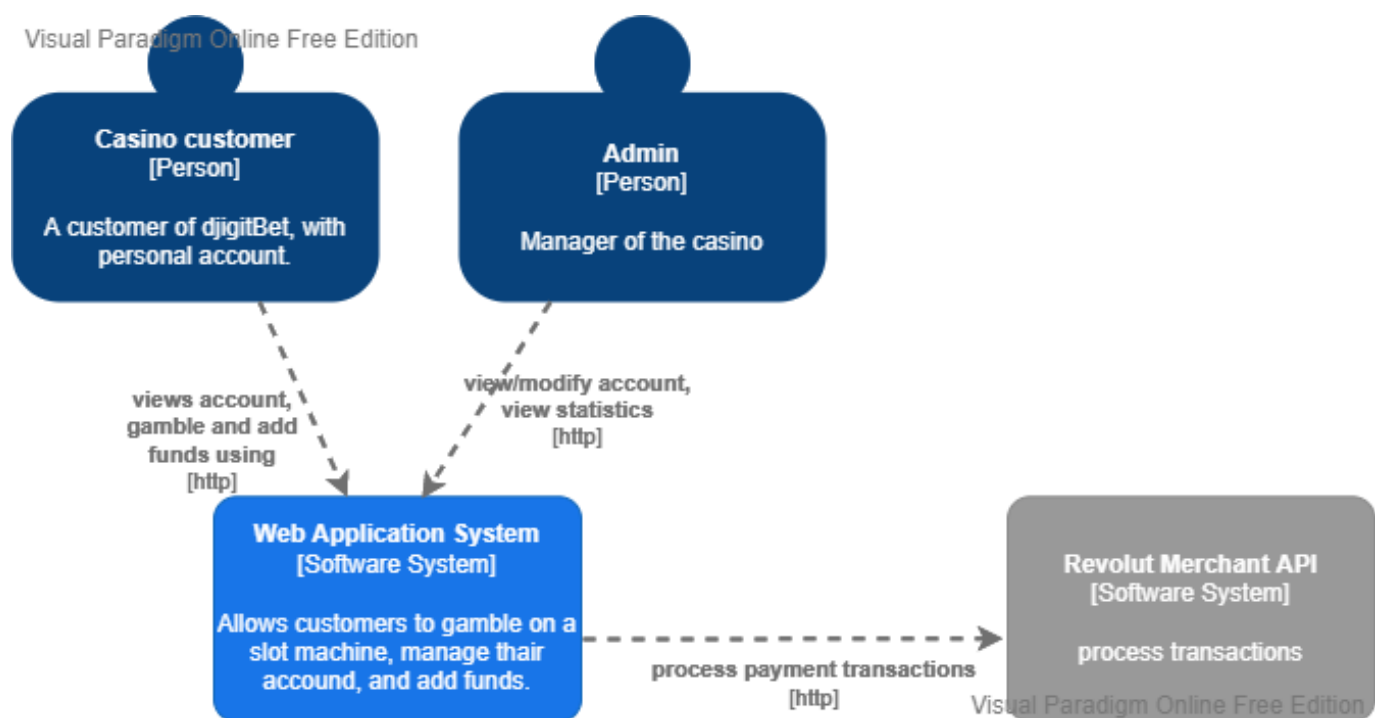 Visual Paradigm Online Free Edition
Casino customer
[Person]
A customer of djigitBet, with
personal account.
Admin
[Person]
Manager of the casino
views account,
gamble and add
funds using
[http]
view/modify account,
view statistics
[http]
Web Application System
[Software System]
Allows customers to gamble on a
slot machine, manage thair
accound, and add funds.
process payment transactions
[http]
Revolut Merchant API
[Software System]
process transactions
Visual Paradigm Online Free Edition